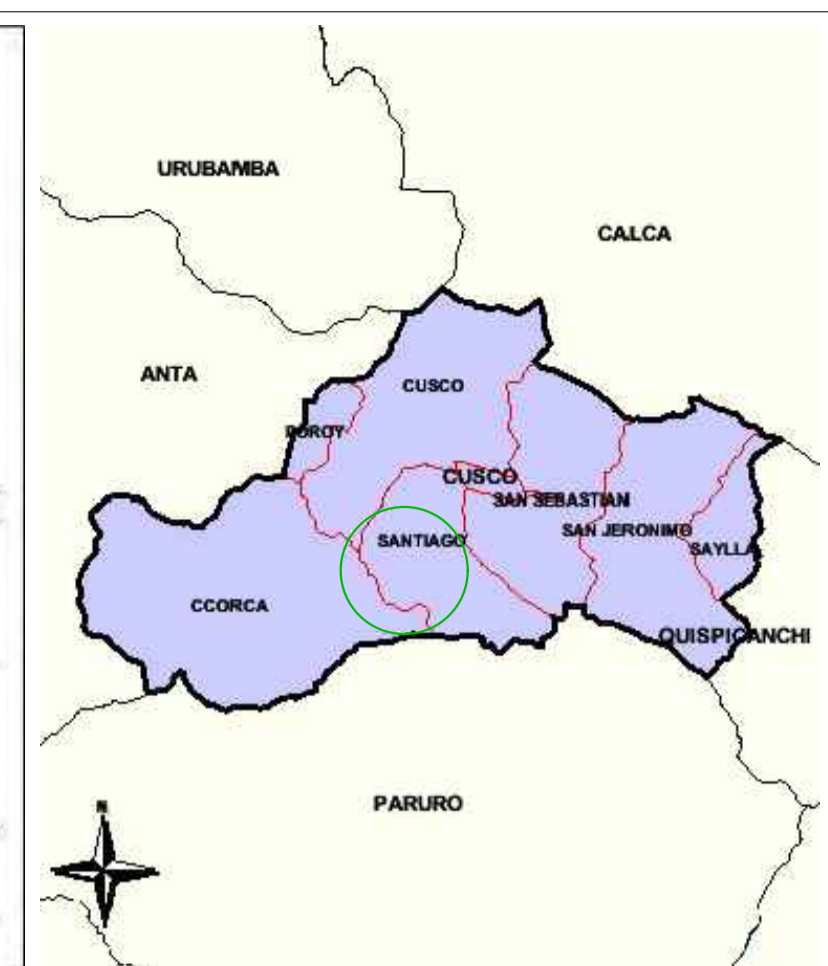 URUBAMBA
CALCA
ANTA
CUSCO
POROY
CUSCO
SAN SEBASTIAN
SAN JERONIMO
SANTIAGO
SAYLLA
CCORCA
QUISPICANCHI
PARURO
N